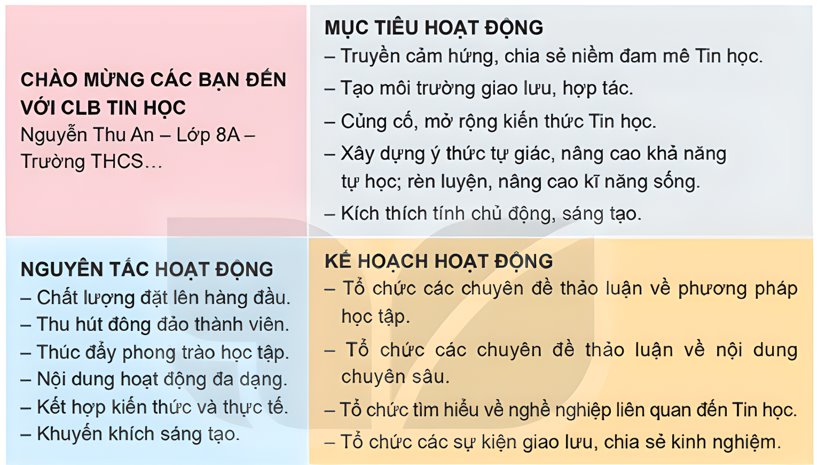 CHÀO MỪNG CÁC BẠN ĐẾN
VỚI CLB TIN HỌC
Nguyễn Thu An – Lớp 8A –
Trường THCS…
MỤC TIÊU HOẠT ĐỘNG
– Truyền cảm hứng, chia sẻ niềm đam mê Tin học.
– Tạo môi trường giao lưu, hợp tác.
– Củng cố, mở rộng kiến thức Tin học.
– Xây dựng ý thức tự giác, nâng cao khả năng
tự học; rèn luyện, nâng cao kĩ năng sống.
– Kích thích tính chủ động, sáng tạo.
NGUYÊN TẮC HOẠT ĐỘNG
– Chất lượng đặt lên hàng đầu.
– Thu hút đông đảo thành viên.
– Thúc đẩy phong trào học tập.
– Nội dung hoạt động đa dạng.
– Kết hợp kiến thức và thực tế.
– Khuyến khích sáng tạo.
KẾ HOẠCH HOẠT ĐỘNG
– Tổ chức các chuyên đề thảo luận về phương pháp
học tập.
– Tổ chức các chuyên đề thảo luận về nội dung
chuyên sâu.
– Tổ chức tìm hiểu về nghề nghiệp liên quan đến Tin học.
– Tổ chức các sự kiện giao lưu, chia sẻ kinh nghiệm.